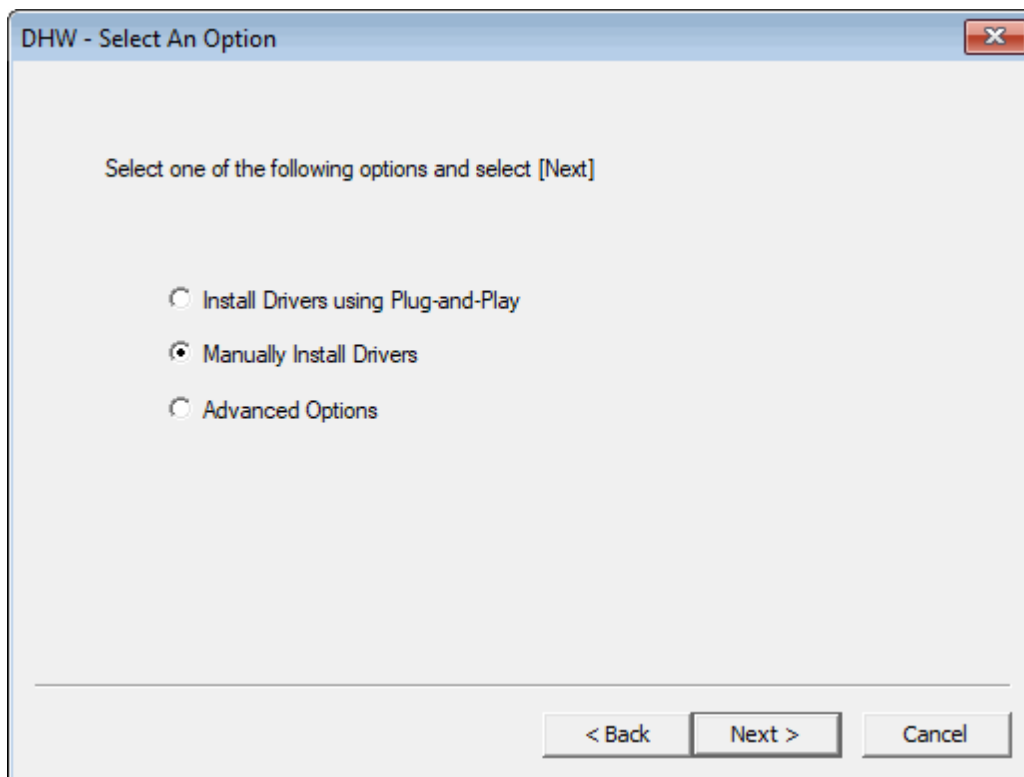 DHW - Select An Option
Select one of the following options and select [Next]
Install Drivers using Plug-and-Play
Manually Install Drivers
Advanced Options
< Back Next > Cancel